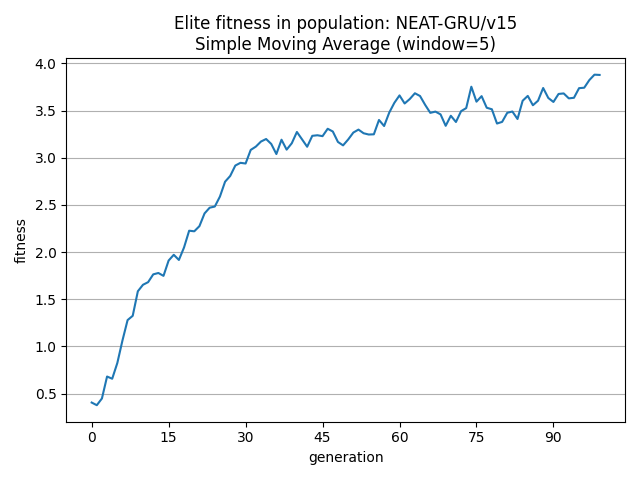 Elite fitness in population: NEAT-GRU/v15
Simple Moving Average (window=5)
4.0
3.5
3.0
2.5
2.0
1.5
1.0
0.5
fitness
0 15 30 45 60 75 90
generation